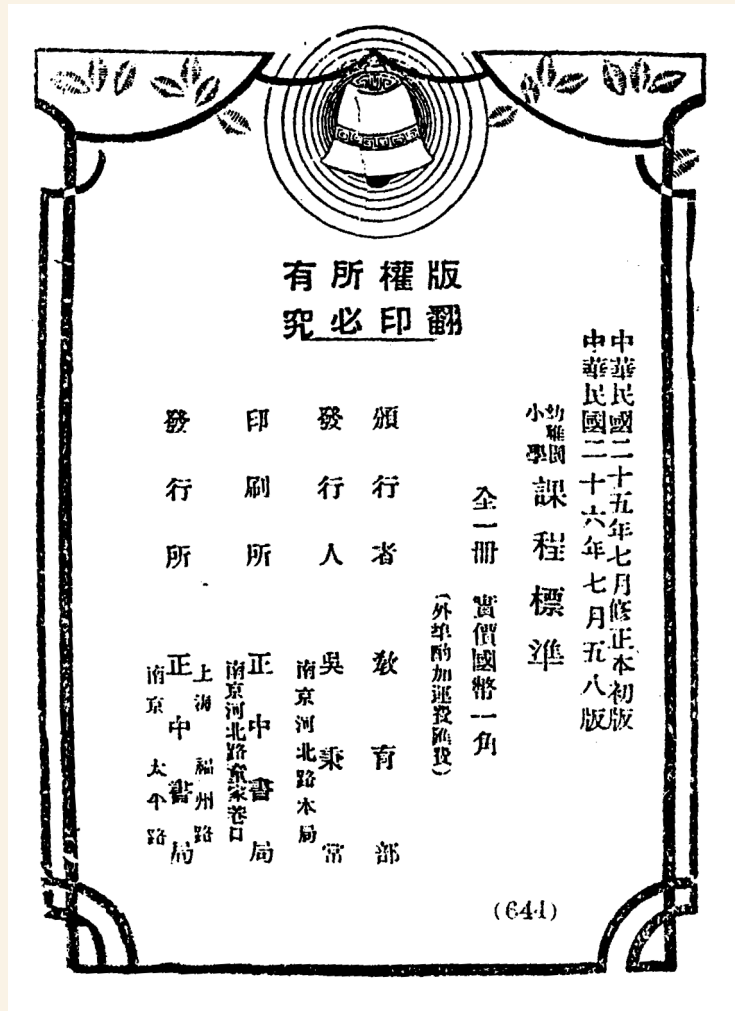 版權所有
翻印必究
中華民國二十五年七月修正本初版
中華民國二十六年七月五八版
幼稚園
小學
課程標準
全一冊　實價國幣一角
（外埠酌加運費匯費）
頒行者　教育部
發行人　吳秉常
南京河北路本局
印刷所　正中書局
南京河北路童家巷口
發行所　正中書局
上海福州路
南京太平路
(641)